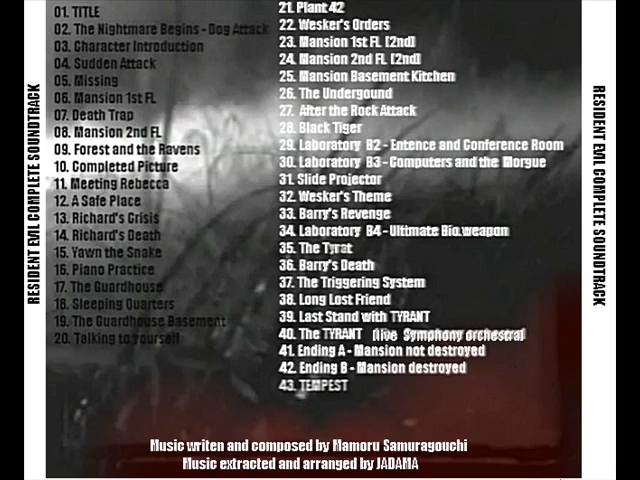 RESIDENT EVIL COMPLETE SOUNDTRACK
01. TITLE
02. The Nightmare Begins - Dog Attack
03. Character Introduction
04. Sudden Attack
05. Missing
06. Mansion 1st FL
07. Death Trap
08. Mansion 2nd FL
09. Forest and the Ravens
10. Completed Picture
11. Meeting Rebecca
12. A Safe Place
13. Richard's Crisis
14. Richard's Death
15. Yawn the Snake
16. Piano Practice
17. The Guardhouse
18. Sleeping Quarters
19. The Guardhouse Basement
20. Talking to yourself
21. Plant 42
22. Wesker's Orders
23. Mansion 1st FL [2nd]
24. Mansion 2nd FL [2nd]
25. Mansion Basement Kitchen
26. The Undergound
27. After the Rock Attack
28. Black Tiger
29. Laboratory B2 - Entence and Conference Room
30. Laboratory B3 - Computers and the Morgue
31. Slide Projector
32. Wesker's Theme
33. Barry's Revenge
34. Laboratory B4 - Ultimate Bio.weapon
35. The Tyrat
36. Barry's Death
37. The Triggering System
38. Long Lost Friend
39. Last Stand with TYRANT
40. The TYRANT [live Symphony orchestral]
41. Ending A - Mansion not destroyed
42. Ending B - Mansion destroyed
43. TEMPEST
Music writen and composed by Mamoru Samuragouchi
Music extracted and arranged by JADAMA
RESIDENT EVIL COMPLETE SOUNDTRACK